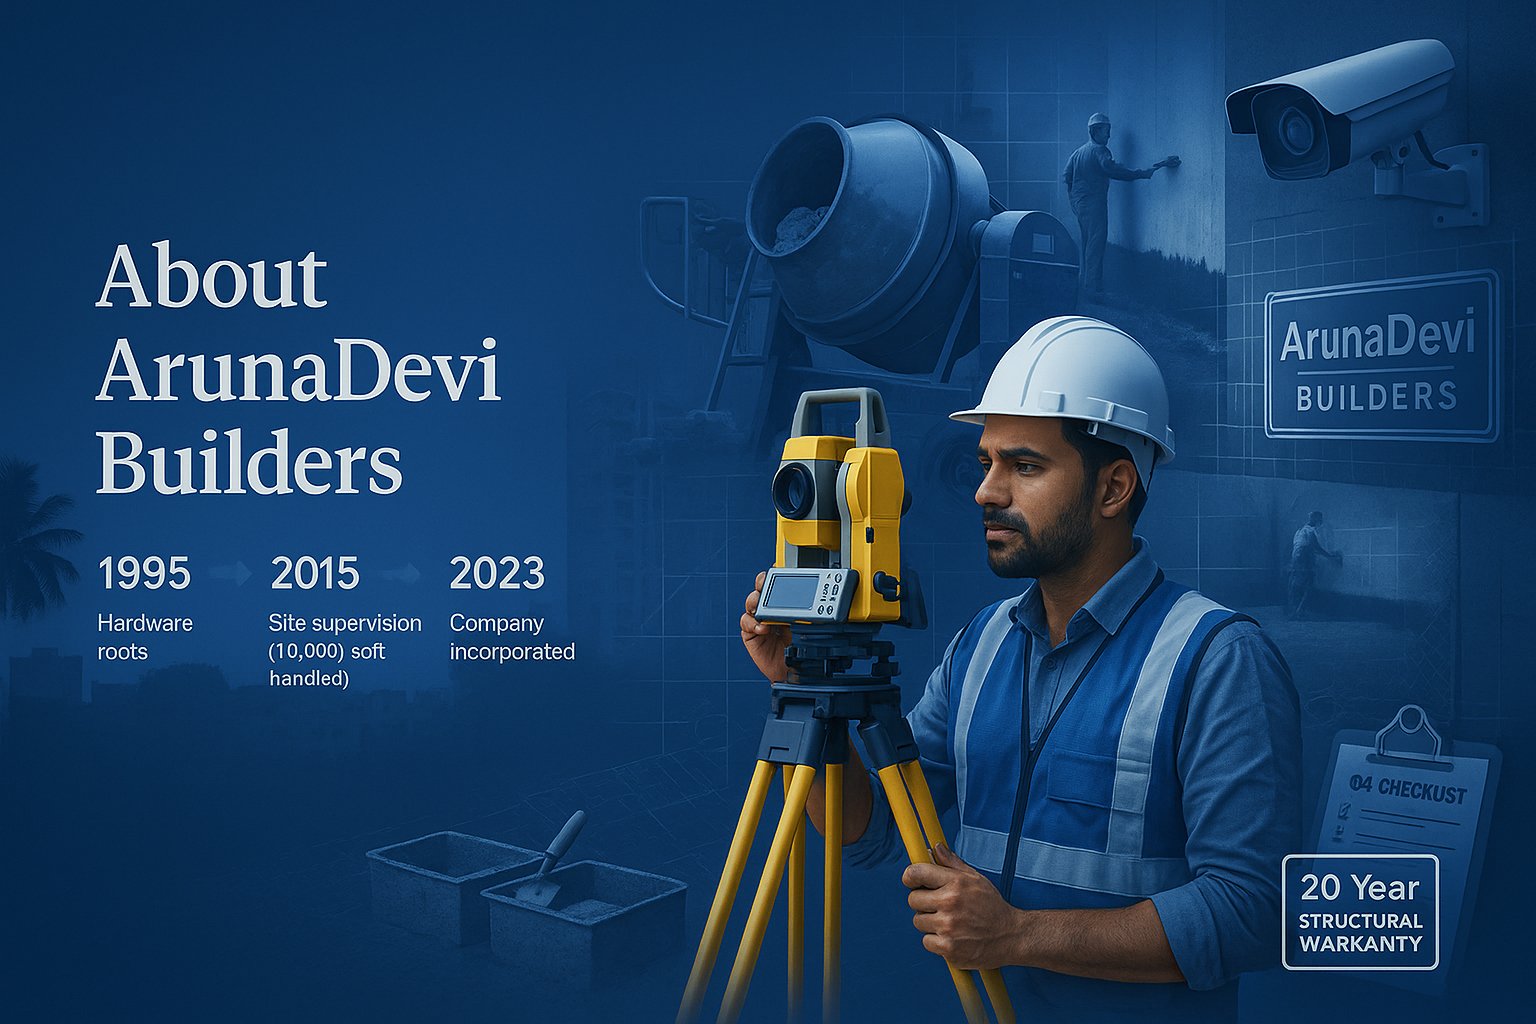 About
ArunaDevi
Builders
1995
Hardware
roots
2015
Site supervision
(10,000) soft
handled)
2023
Company
incorporated
ArunaDevi
BUILDERS
04 CHECKUST
20 Year
STRUCTURAL
WARKANTY